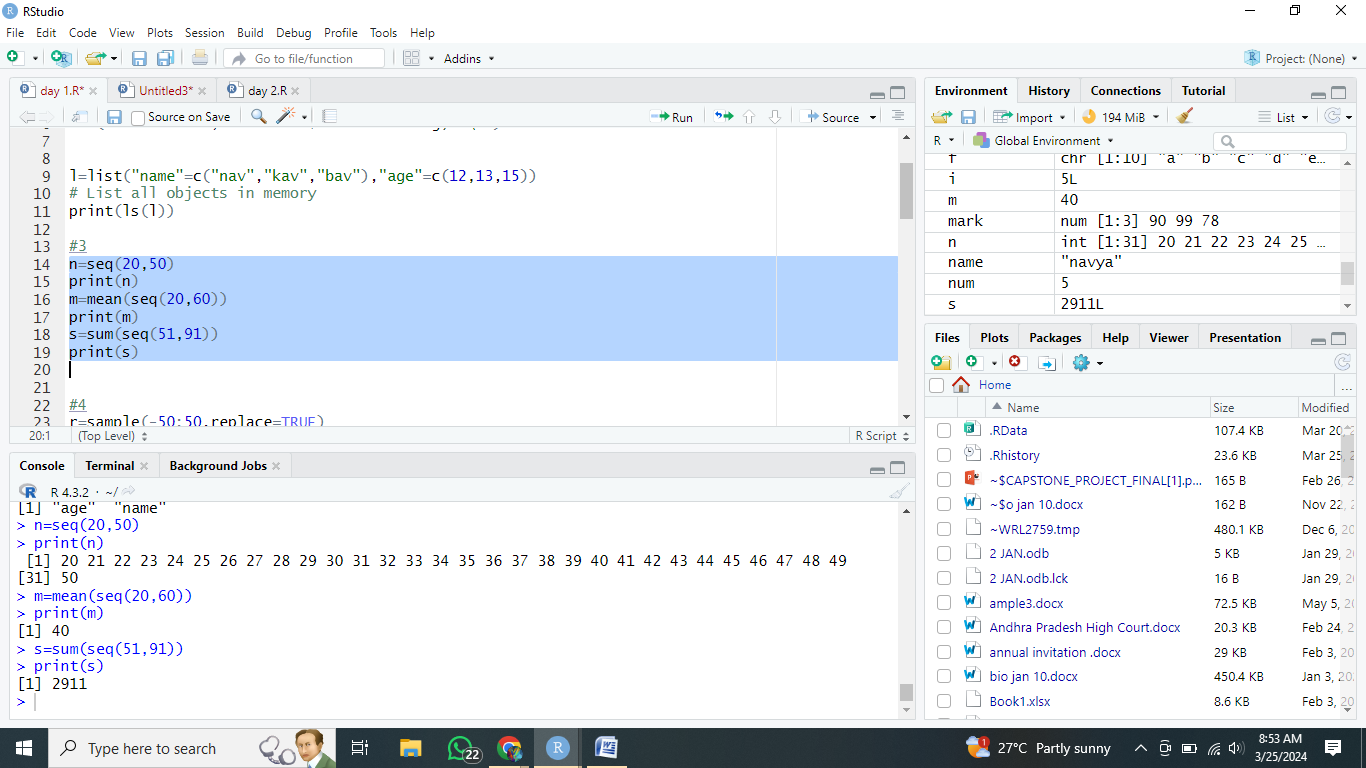 RStudio
File Edit Code View Plots Session Build Debug Profile Tools Help
Go to file/function Addins Project: (None)
day 1.R* Untitled3* day 2.R
Source on Save Run Source
7
8
9 l=list("name"=c("nav","kav","bav"),"age"=c(12,13,15))
10 # List all objects in memory
11 print(ls(l))
12
13 #3
14 n=seq(20,50)
15 print(n)
16 m=mean(seq(20,60))
17 print(m)
18 s=sum(seq(51,91))
19 print(s)
20
21
22 #4
23 r=sample(-50:50,replace=TRUE)
20:1 (Top Level) R Script
Console Terminal Background Jobs
R 4.3.2 · ~/
[1] "age" "name"
> n=seq(20,50)
> print(n)
[1] 20 21 22 23 24 25 26 27 28 29 30 31 32 33 34 35 36 37 38 39 40 41 42 43 44 45 46 47 48 49
[31] 50
> m=mean(seq(20,60))
> print(m)
[1] 40
> s=sum(seq(51,91))
> print(s)
[1] 2911
>
Environment History Connections Tutorial
Import 194 MiB List
R Global Environment
f chr [1:10] "a" "b" "c" "d" "e...
i 5L
m 40
mark num [1:3] 90 99 78
n int [1:31] 20 21 22 23 24 25 ...
name "navya"
num 5
s 2911L
Files Plots Packages Help Viewer Presentation
Home ...
Name Size Modified
.RData 107.4 KB Mar 20, 2
.Rhistory 23.6 KB Mar 25, 2
~$CAPSTONE_PROJECT_FINAL[1].p... 165 B Feb 26,
~$o jan 10.docx 162 B Nov 22,
~WRL2759.tmp 480.1 KB Dec 6, 20
2 JAN.odb 5 KB Jan 29,
2 JAN.odb.lck 16 B Jan 29,
ample3.docx 72.5 KB May 5, 2
Andhra Pradesh High Court.docx 20.3 KB Feb 24,
annual invitation .docx 29 KB Feb 3, 20
bio jan 10.docx 450.4 KB Jan 3, 20
Book1.xlsx 8.6 KB Feb 3, 20
Type here to search 22 1 27°C Partly sunny 8:53 AM
3/25/2024